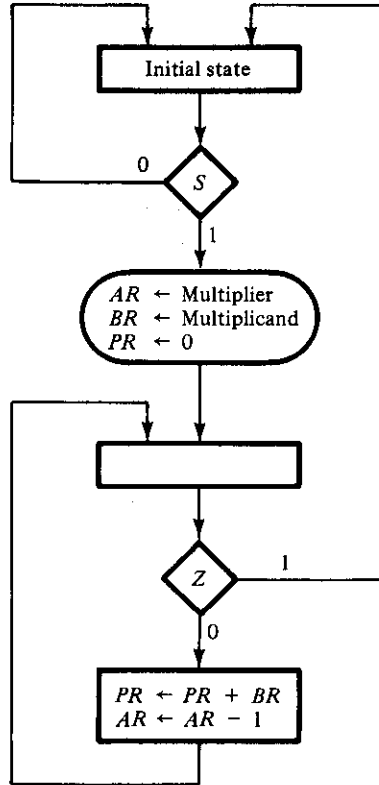 Initial state
0
S
1
AR ← Multiplier
BR ← Multiplicand
PR ← 0
Z
1
0
PR ← PR + BR
AR ← AR − 1